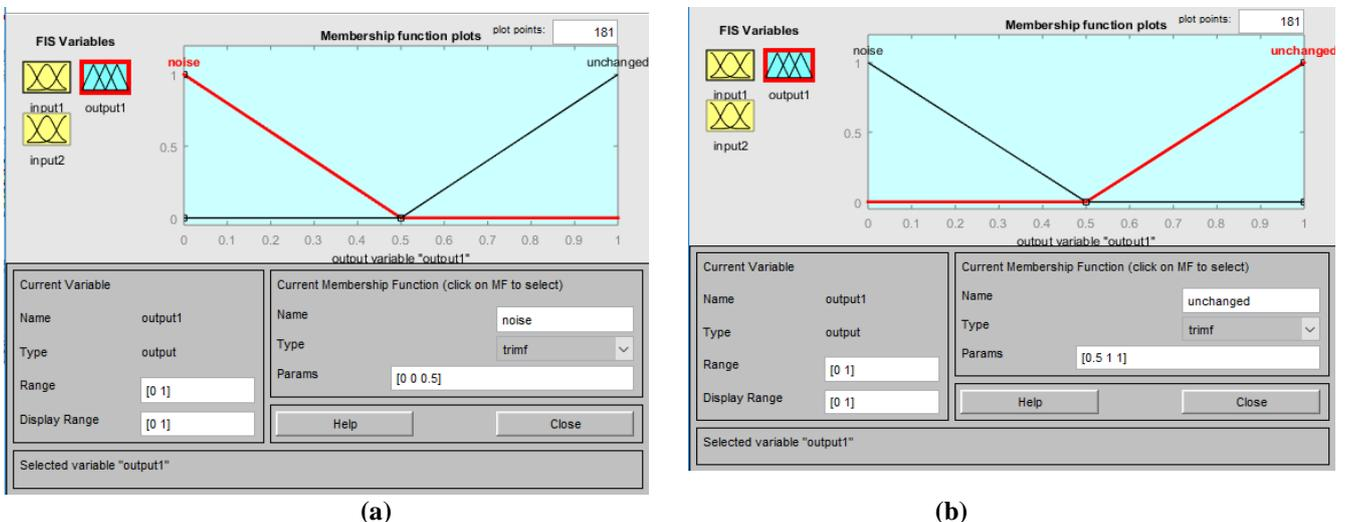 FIS Variables
Membership function plots
plot points:
181
input1
output1
input2
noise
unchanged
1
0.5
0
0 0.1 0.2 0.3 0.4 0.5 0.6 0.7 0.8 0.9 1
output variable "output1"
Current Variable
Name output1
Type output
Range [0 1]
Display Range [0 1]
Current Membership Function (click on MF to select)
Name noise
Type trimf
Params [0 0 0.5]
Help
Close
Selected variable "output1"
(a)
FIS Variables
Membership function plots
plot points:
181
input1
output1
input2
noise
unchanged
1
0.5
0
0 0.1 0.2 0.3 0.4 0.5 0.6 0.7 0.8 0.9 1
output variable "output1"
Current Variable
Name output1
Type output
Range [0 1]
Display Range [0 1]
Current Membership Function (click on MF to select)
Name unchanged
Type trimf
Params [0.5 1 1]
Help
Close
Selected variable "output1"
(b)